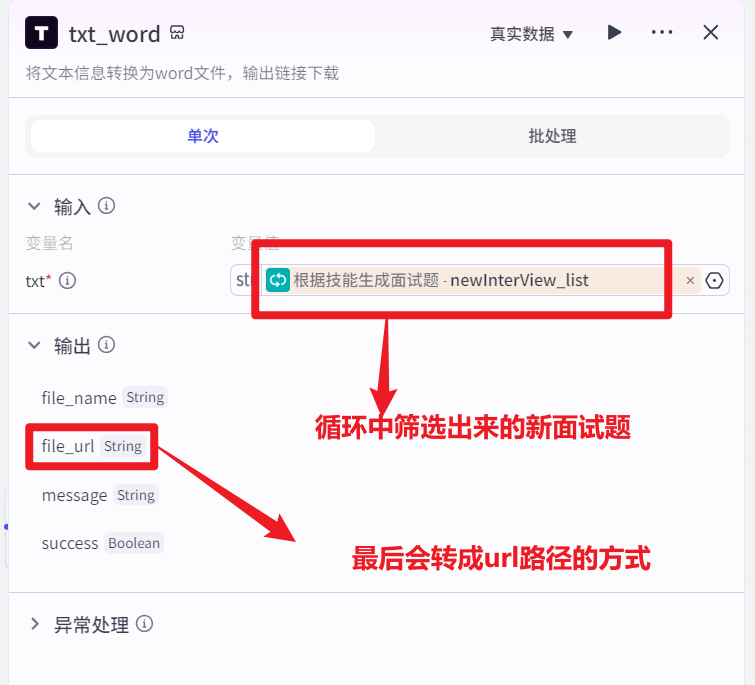 T txt_word 真实数据
将文本信息转换为word文件，输出链接下载
单次 批处理
输入
变量名 变量值
txt* st 根据技能生成面试题 · newInterView_list ×
输出
file_name String
循环中筛选出来的新面试题
file_url String
message String
success Boolean
最后会转成url路径的方式
异常处理